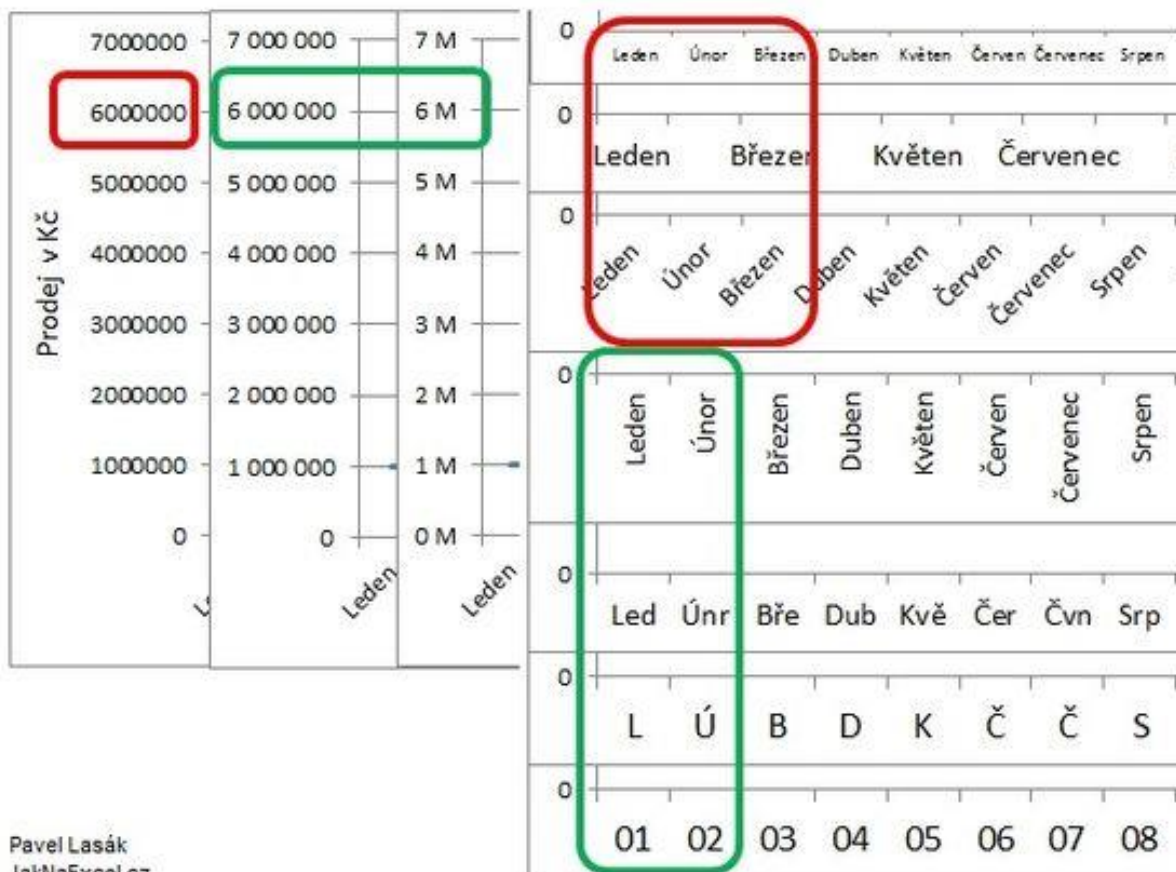 Prodej v Kč
7000000
6000000
5000000
4000000
3000000
2000000
1000000
0
7 000 000
6 000 000
5 000 000
4 000 000
3 000 000
2 000 000
1 000 000
0
Leden
7 M
6 M
5 M
4 M
3 M
2 M
1 M
0 M
Leden
0
Leden Únor Březen Duben Květen Červen Červenec Srpen
0
Leden Březen Květen Červenec
0
Leden Únor Březen Duben Květen Červen Červenec Srpen
0
Leden Únor Březen Duben Květen Červen Červenec Srpen
0
Led Únr Bře Dub Kvě Čer Čvn Srp
0
L Ú B D K Č Č S
0
01 02 03 04 05 06 07 08
Pavel Lasák
JakNaExcel.cz